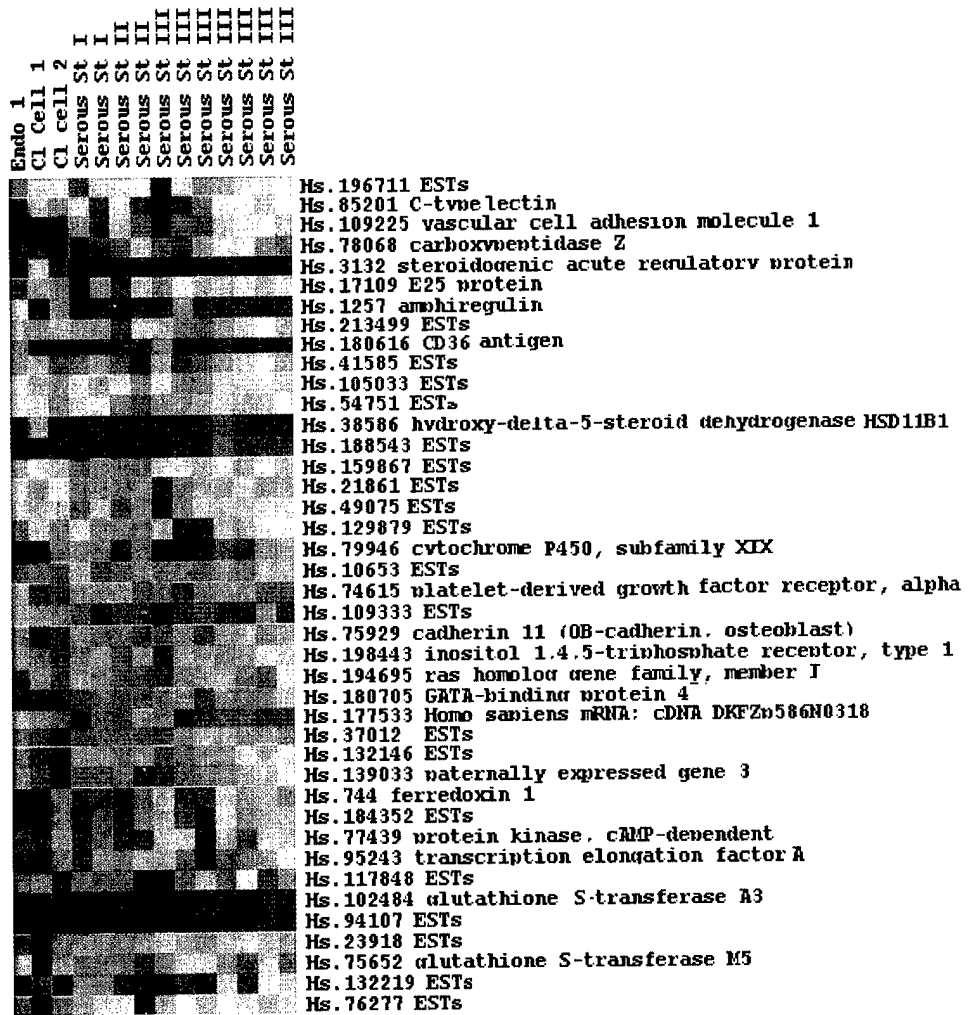 Endo 1
Cl Cell 1
Cl cell 2
Serous St I
Serous St I
Serous St II
Serous St II
Serous St III
Serous St III
Serous St III
Serous St III
Serous St III
Serous St III
Serous St III
Hs.196711 ESTs
Hs.85201 C-type lectin
Hs.109225 vascular cell adhesion molecule 1
Hs.78068 carboxypeptidase Z
Hs.3132 steroidogenic acute regulatory protein
Hs.17109 E25 protein
Hs.1257 amphiregulin
Hs.213499 ESTs
Hs.180616 CD36 antigen
Hs.41585 ESTs
Hs.105033 ESTs
Hs.54751 ESTs
Hs.38586 hydroxy-delta-5-steroid dehydrogenase HSD11B1
Hs.188543 ESTs
Hs.159867 ESTs
Hs.21861 ESTs
Hs.49075 ESTs
Hs.129879 ESTs
Hs.79946 cytochrome P450, subfamily XIX
Hs.10653 ESTs
Hs.74615 platelet-derived growth factor receptor, alpha
Hs.109333 ESTs
Hs.75929 cadherin 11 (OB-cadherin, osteoblast)
Hs.198443 inositol 1,4,5-triphosphate receptor, type 1
Hs.194695 ras homolog gene family, member I
Hs.180705 GATA-binding protein 4
Hs.177533 Homo sapiens mRNA; cDNA DKFZp586N0318
Hs.37012 ESTs
Hs.132146 ESTs
Hs.139033 paternally expressed gene 3
Hs.744 ferredoxin 1
Hs.184352 ESTs
Hs.77439 protein kinase, cAMP-dependent
Hs.95243 transcription elongation factor A
Hs.117848 ESTs
Hs.102484 glutathione S-transferase A3
Hs.94107 ESTs
Hs.23918 ESTs
Hs.75652 glutathione S-transferase M5
Hs.132219 ESTs
Hs.76277 ESTs